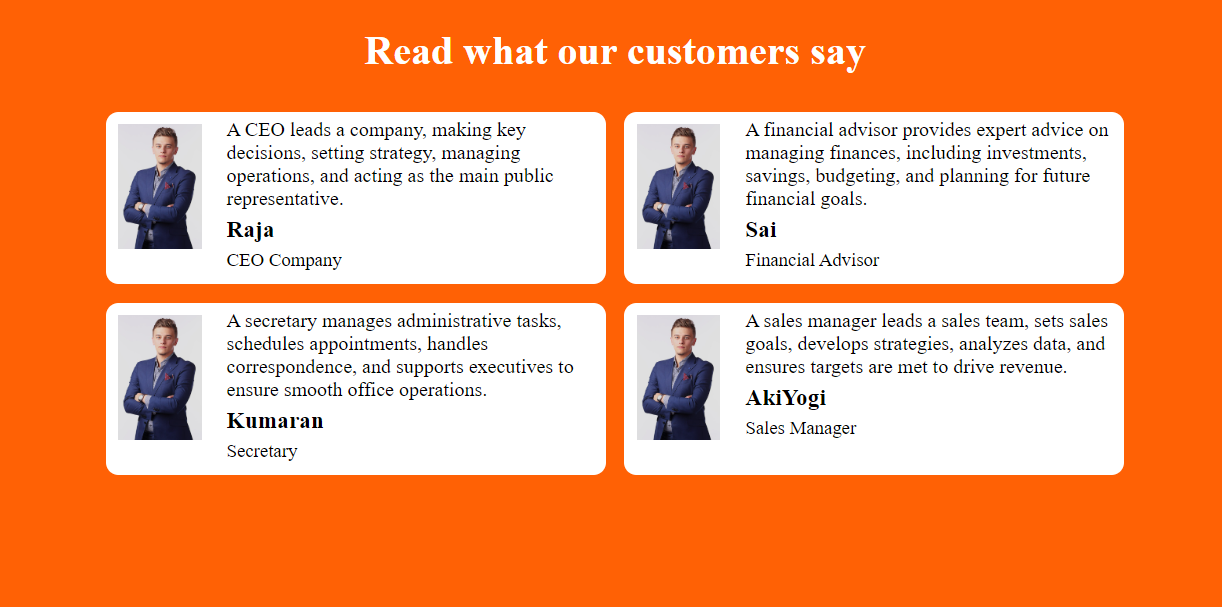 Read what our customers say
A CEO leads a company, making key
decisions, setting strategy, managing
operations, and acting as the main public
representative.
Raja
CEO Company
A financial advisor provides expert advice on
managing finances, including investments,
savings, budgeting, and planning for future
financial goals.
Sai
Financial Advisor
A secretary manages administrative tasks,
schedules appointments, handles
correspondence, and supports executives to
ensure smooth office operations.
Kumaran
Secretary
A sales manager leads a sales team, sets sales
goals, develops strategies, analyzes data, and
ensures targets are met to drive revenue.
AkiYogi
Sales Manager